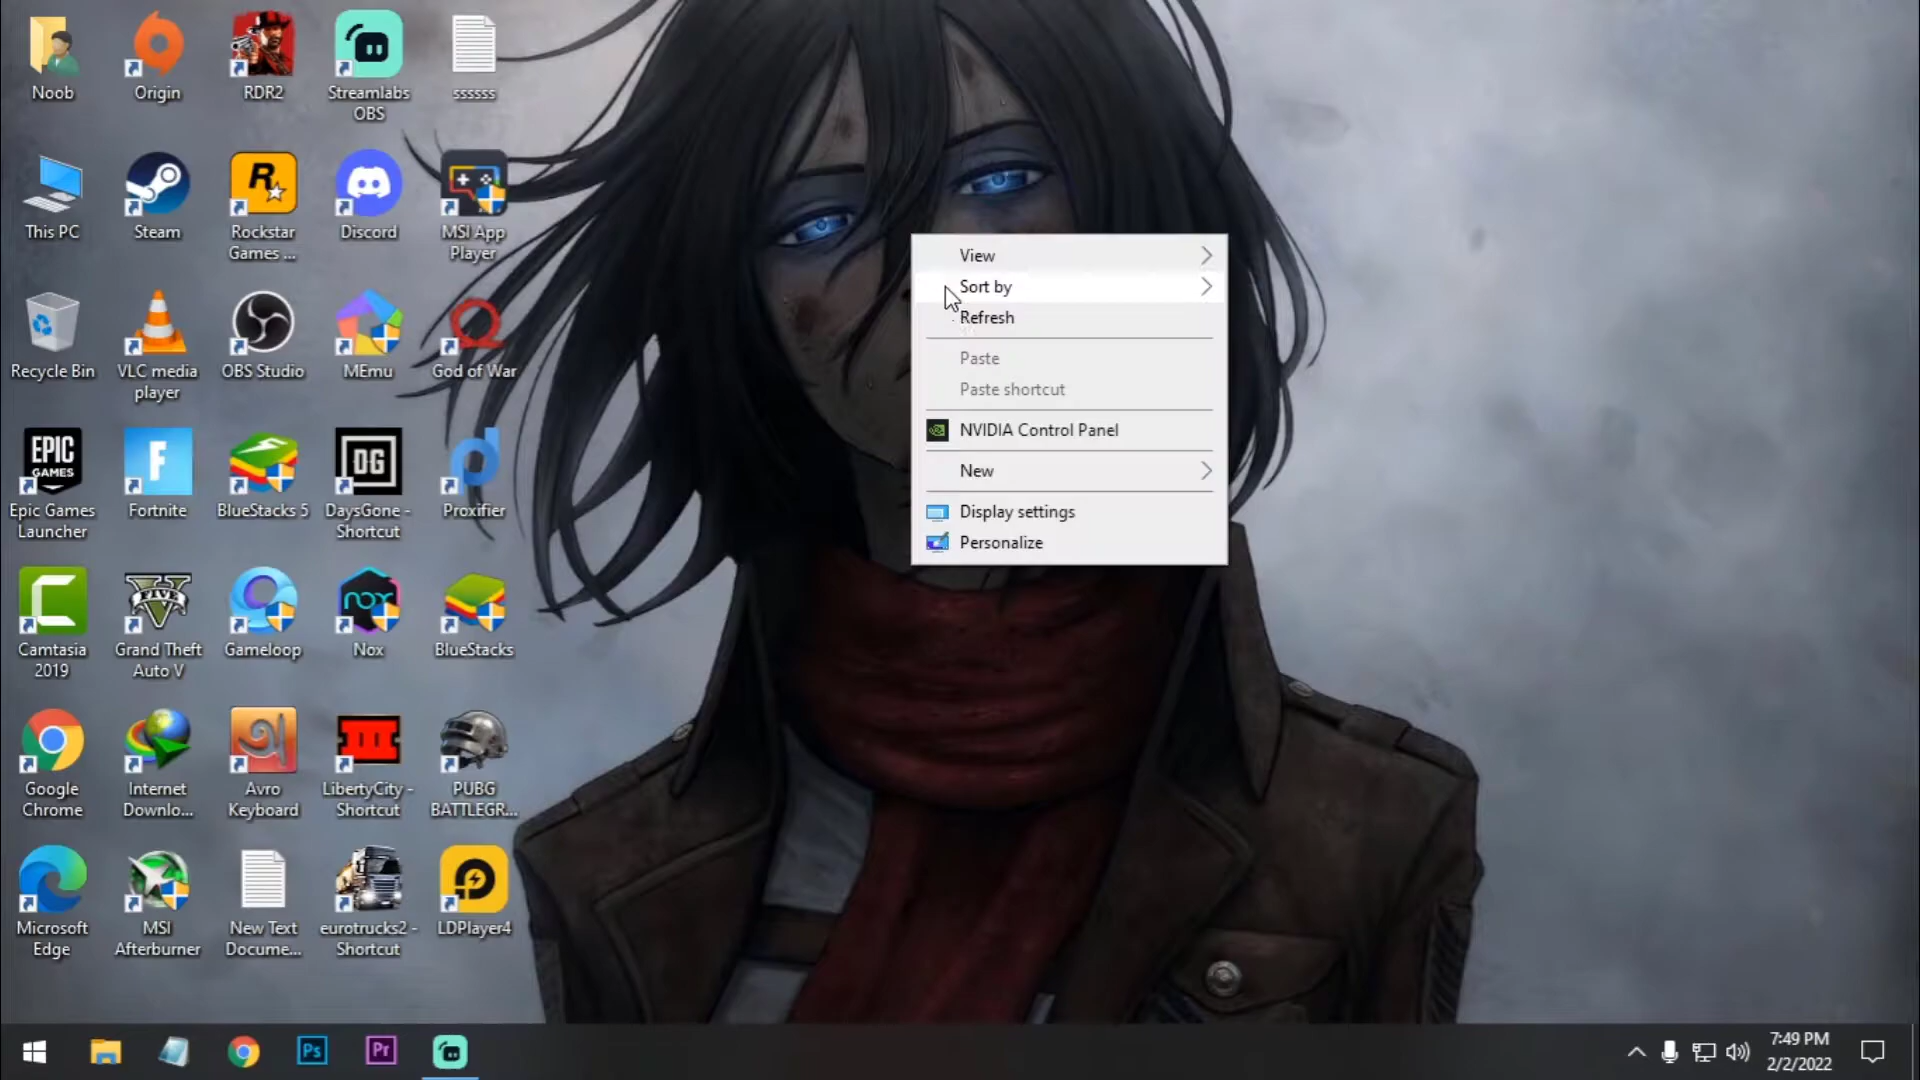 Noob
Origin
RDR2
Streamlabs
OBS
ssssss
This PC
Steam
R
Rockstar
Games ...
Discord
MSI App
Player
Recycle Bin
VLC media
player
OBS Studio
MEmu
God of War
EPIC
GAMES
Epic Games
Launcher
F
Fortnite
BlueStacks 5
DG
DaysGone -
Shortcut
Proxifier
Camtasia
2019
FIVE
Grand Theft
Auto V
Gameloop
nox
Nox
BlueStacks
Google
Chrome
Internet
Downlo...
Avro
Keyboard
LibertyCity -
Shortcut
PUBG
BATTLEGR...
Microsoft
Edge
MSI
Afterburner
New Text
Docume...
eurotrucks2 -
Shortcut
LDPlayer4
View
Sort by
Refresh
Paste
Paste shortcut
NVIDIA Control Panel
New
Display settings
Personalize
Ps
Pr
7:49 PM
2/2/2022